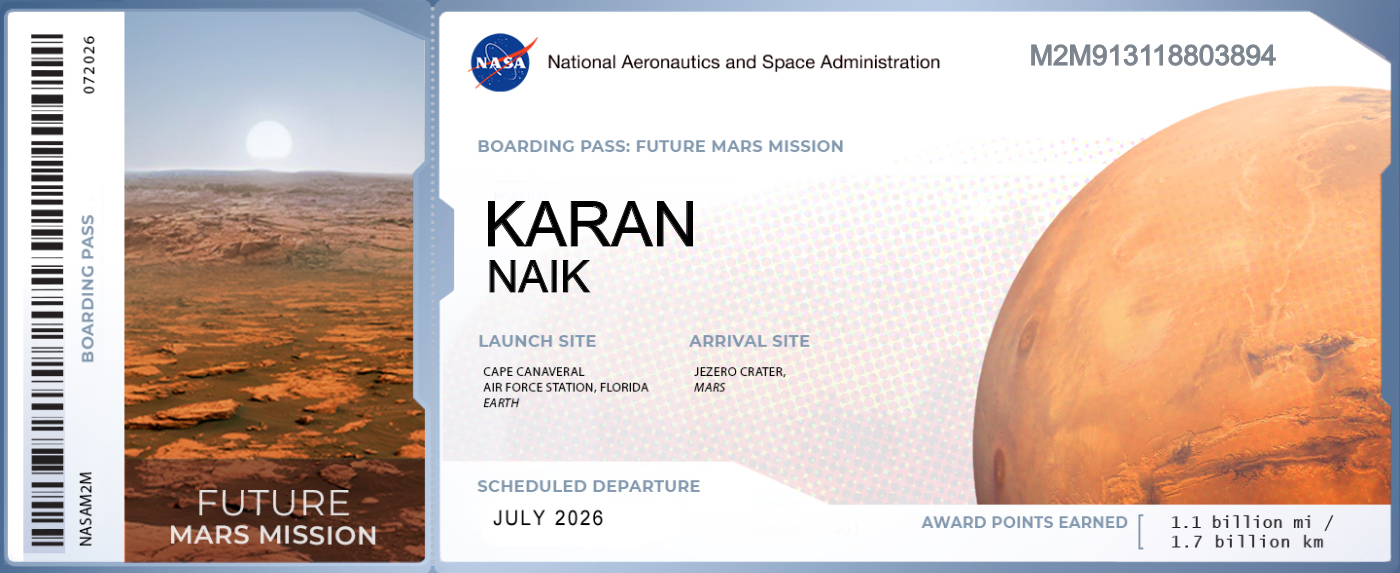 072026
BOARDING PASS
NASAM2M
FUTURE
MARS MISSION
NASA
National Aeronautics and Space Administration
M2M913118803894
BOARDING PASS: FUTURE MARS MISSION
KARAN
NAIK
LAUNCH SITE
CAPE CANAVERAL
AIR FORCE STATION, FLORIDA
EARTH
ARRIVAL SITE
JEZERO CRATER,
MARS
SCHEDULED DEPARTURE
JULY 2026
AWARD POINTS EARNED
1.1 billion mi /
1.7 billion km